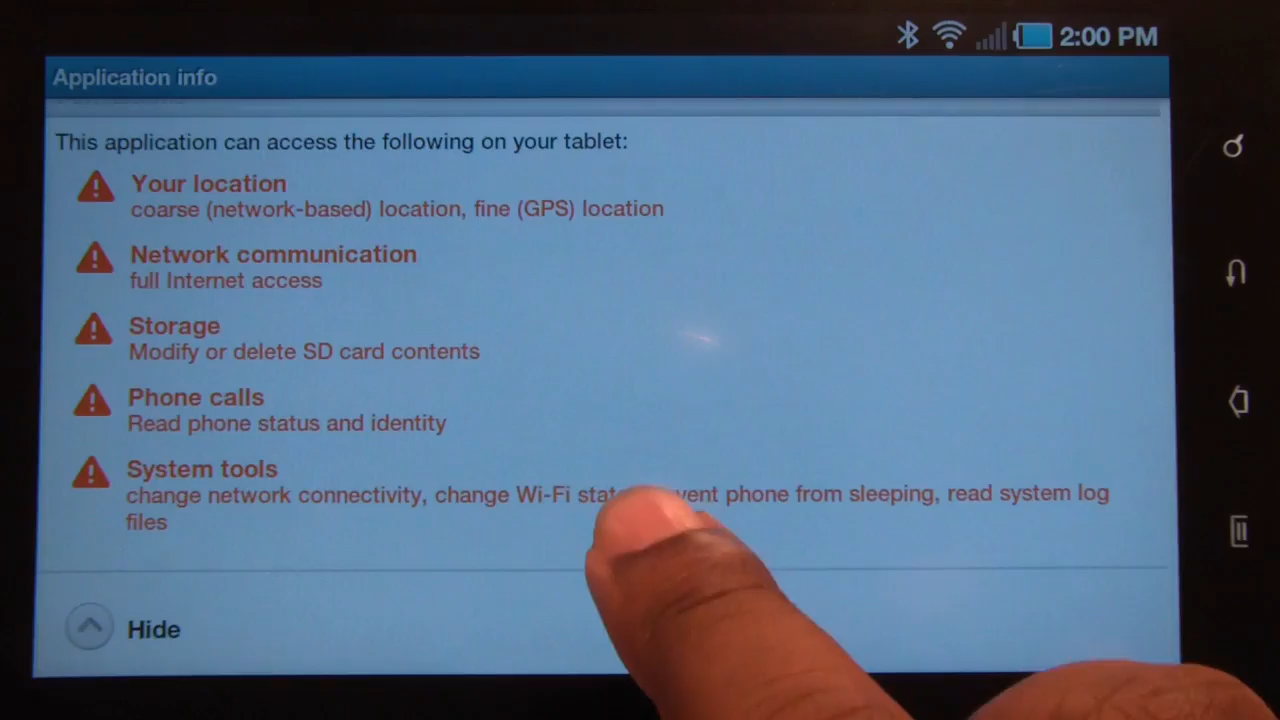 2:00 PM
Application info
This application can access the following on your tablet:
Your location
coarse (network-based) location, fine (GPS) location
Network communication
full Internet access
Storage
Modify or delete SD card contents
Phone calls
Read phone status and identity
System tools
change network connectivity, change Wi-Fi phone from sleeping, read system log
files
Hide